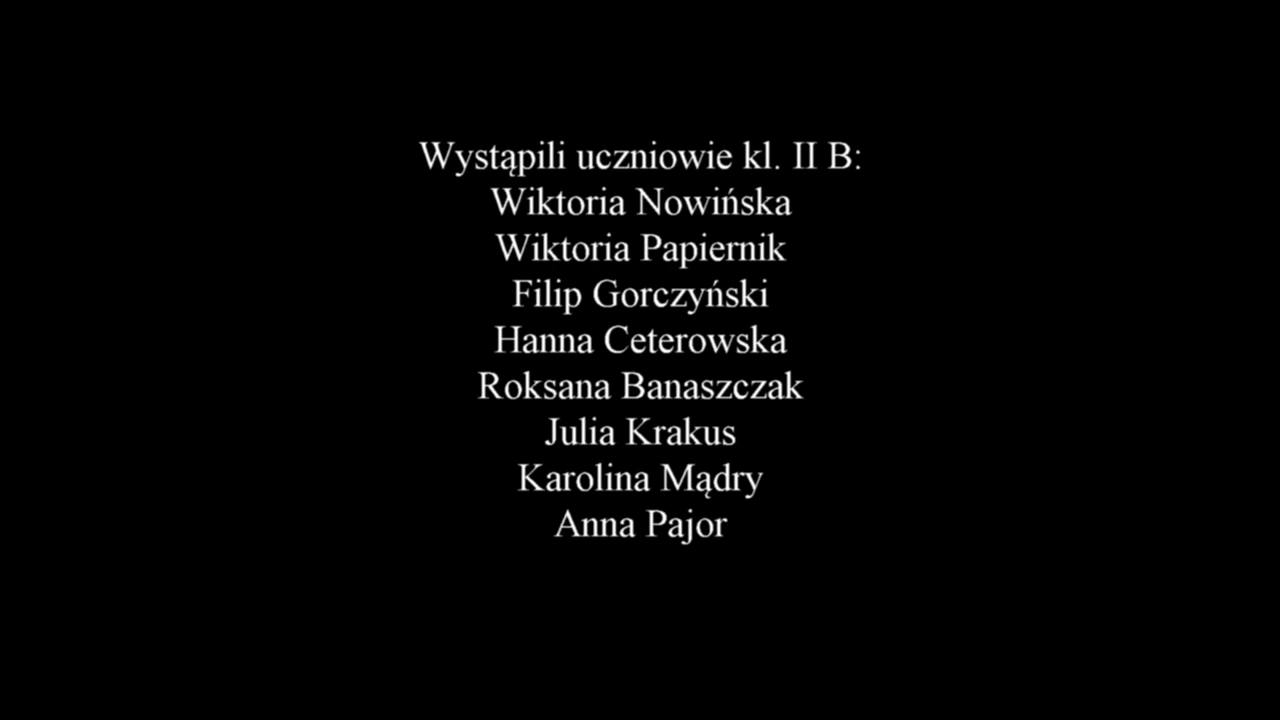 Wystąpili uczniowie kl. II B:
Wiktoria Nowińska
Wiktoria Papiernik
Filip Gorczyński
Hanna Ceterowska
Roksana Banaszczak
Julia Krakus
Karolina Mądry
Anna Pajor